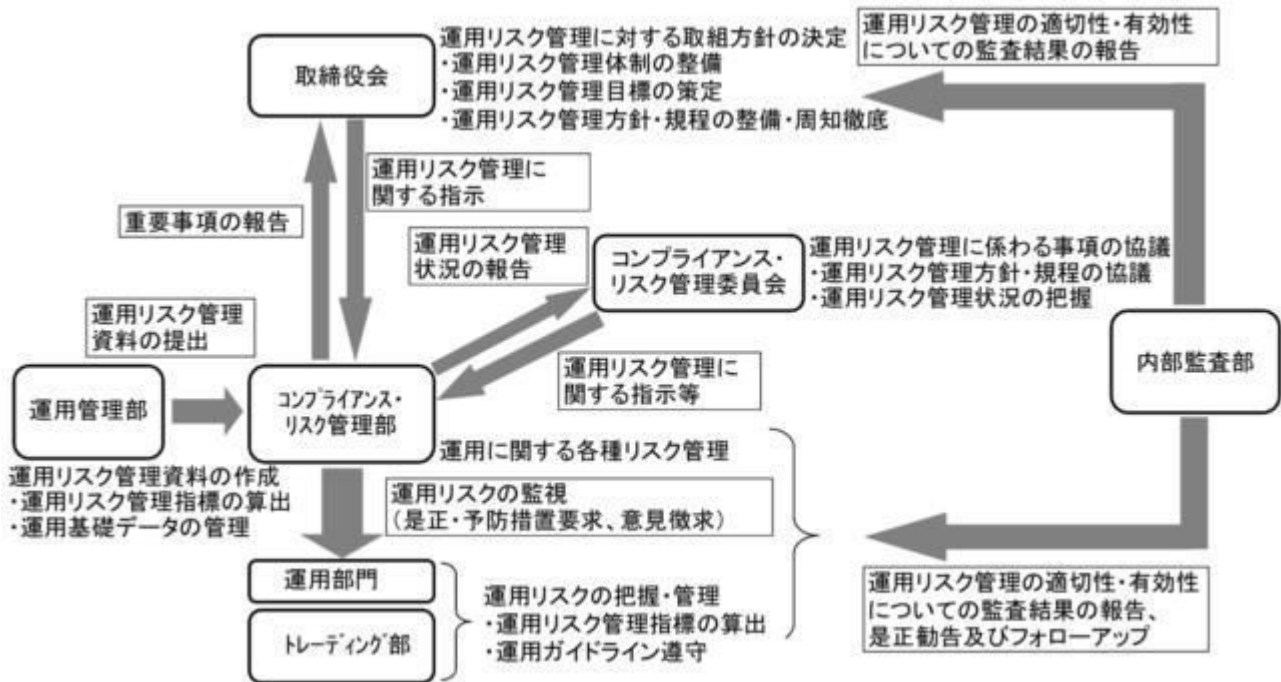 取締役会
運用リスク管理に対する取組方針の決定
・運用リスク管理体制の整備
・運用リスク管理目標の策定
・運用リスク管理方針・規程の整備・周知徹底
運用リスク管理の適切性・有効性
についての監査結果の報告
運用リスク管理に
関する指示
重要事項の報告
運用リスク管理
状況の報告
コンプライアンス・
リスク管理委員会
運用リスク管理に係わる事項の協議
・運用リスク管理方針・規程の協議
・運用リスク管理状況の把握
運用リスク管理
資料の提出
運用リスク管理に
関する指示等
内部監査部
運用管理部
コンプライアンス・
リスク管理部
運用に関する各種リスク管理
運用リスク管理資料の作成
・運用リスク管理指標の算出
・運用基礎データの管理
運用リスクの監視
（是正・予防措置要求、意見徴求）
運用部門
トレーディング部
運用リスクの把握・管理
・運用リスク管理指標の算出
・運用ガイドライン遵守
運用リスク管理の適切性・有効性
についての監査結果の報告、
是正勧告及びフォローアップ